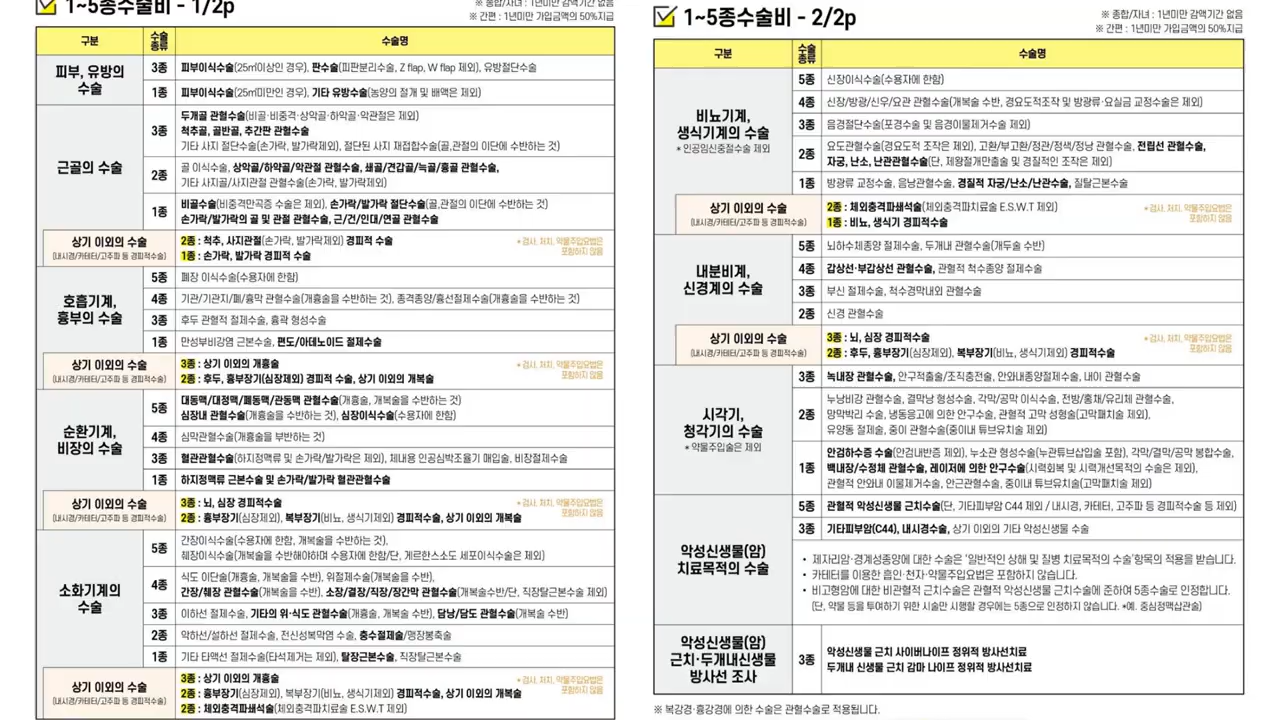 1~5종수술비 - 1/2p
※ 종합/자녀 : 1년미만 감액기간 없음
※ 간편 : 1년미만 가입금액의 50%지급
구분 수술종류 수술명
피부, 유방의 수술
3종 피부이식수술(25㎠이상인 경우), 판수술(피판분리수술, Z flap, W flap 제외), 유방절단수술
1종 피부이식수술(25㎠미만인 경우), 기타 유방수술(농양의 절개 및 배액은 제외)
근골의 수술
3종 두개골 관혈수술(비골·비중격·상악골·하악골·악관절은 제외)
척추골, 골반골, 추간판 관혈수술
기타 사지 절단수술(손가락, 발가락제외), 절단된 사지 재접합수술(골,관절의 이단에 수반하는 것)
2종 골 이식수술, 상악골/하악골/악관절 관혈수술, 쇄골/견갑골/늑골/흉골 관혈수술,
기타 사지골/사지관절 관혈수술(손가락, 발가락제외)
1종 비골수술(비중격만곡증 수술은 제외), 손가락/발가락 절단수술(골,관절의 이단에 수반하는 것)
손가락/발가락의 골 및 관절 관혈수술, 근/건/인대/연골 관혈수술
상기 이외의 수술
(내시경/카테터/고주파 등 경피적수술)
2종 : 척추, 사지관절(손가락, 발가락제외) 경피적 수술
1종 : 손가락, 발가락 경피적 수술
* 검사, 처치, 약물주입요법은
포함하지 않음
호흡기계, 흉부의 수술
5종 폐장 이식수술(수용자에 한함)
4종 기관/기관지/폐/흉막 관혈수술(개흉술을 수반하는 것), 종격종양/흉선절제수술(개흉술을 수반하는 것)
3종 후두 관혈적 절제수술, 흉곽 형성수술
1종 만성부비강염 근본수술, 편도/아데노이드 절제수술
상기 이외의 수술
(내시경/카테터/고주파 등 경피적수술)
3종 : 상기 이외의 개흉술
2종 : 후두, 흉부장기(심장제외) 경피적 수술, 상기 이외의 개복술
* 검사, 처치, 약물주입요법은
포함하지 않음
순환기계, 비장의 수술
5종 대동맥/대정맥/폐동맥/관동맥 관혈수술(개흉술, 개복술을 수반하는 것)
심장내 관혈수술(개흉술을 수반하는 것), 심장이식수술(수용자에 한함)
4종 심막관혈수술(개흉술을 부반하는 것)
3종 혈관관혈수술(하지정맥류 및 손가락/발가락은 제외), 체내용 인공심박조율기 매입술, 비장절제수술
1종 하지정맥류 근본수술 및 손가락/발가락 혈관관혈수술
상기 이외의 수술
(내시경/카테터/고주파 등 경피적수술)
3종 : 뇌, 심장 경피적수술
2종 : 흉부장기(심장제외), 복부장기(비뇨, 생식기제외) 경피적수술, 상기 이외의 개복술
* 검사, 처치, 약물주입요법은
포함하지 않음
소화기계의 수술
5종 간장이식수술(수용자에 한함, 개복술을 수반하는 것),
췌장이식수술(개복술을 수반해야하며 수용자에 한함/단, 게르한스소도 세포이식수술은 제외)
4종 식도 이단술(개흉술, 개복술을 수반), 위절제수술(개복술을 수반),
간장/췌장 관혈수술(개복술을 수반), 소장/결장/직장/장간막 관혈수술(개복술수반/단, 직장탈근본수술 제외)
3종 이하선 절제수술, 기타의 위·식도 관혈수술(개흉술, 개복술 수반), 담낭/담도 관혈수술(개복술 수반)
2종 악하선/설하선 절제수술, 전신성복막염 수술, 충수절제술/맹장봉축술
1종 기타 타액선 절제수술(타석제거는 제외), 탈장근본수술, 직장탈근본수술
상기 이외의 수술
(내시경/카테터/고주파 등 경피적수술)
3종 : 상기 이외의 개흉술
2종 : 흉부장기(심장제외), 복부장기(비뇨, 생식기제외) 경피적수술, 상기 이외의 개복술
2종 : 체외충격파쇄석술(체외충격파치료술 E.S.W.T 제외)
* 검사, 처치, 약물주입요법은
포함하지 않음
1~5종수술비 - 2/2p
※ 종합/자녀 : 1년미만 감액기간 없음
※ 간편 : 1년미만 가입금액의 50%지급
구분 수술종류 수술명
비뇨기계, 생식기계의 수술
* 인공임신중절수술 제외
5종 신장이식수술(수용자에 한함)
4종 신장/방광/신우/요관 관혈수술(개복술 수반, 경요도적조작 및 방광류·요실금 교정수술은 제외)
3종 음경절단수술(포경수술 및 음경이물제거수술 제외)
2종 요도관혈수술(경요도적 조작은 제외), 고환/부고환/정관/정색/정낭 관혈수술, 전립선 관혈수술,
자궁, 난소, 난관관혈수술(단, 제왕절개만출술 및 경질적인 조작은 제외)
1종 방광류 교정수술, 음낭관혈수술, 경질적 자궁/난소/난관수술, 질탈근본수술
상기 이외의 수술
(내시경/카테터/고주파 등 경피적수술)
2종 : 체외충격파쇄석술(체외충격파치료술 E.S.W.T 제외)
1종 : 비뇨, 생식기 경피적수술
* 검사, 처치, 약물주입요법은
포함하지 않음
내분비계, 신경계의 수술
5종 뇌하수체종양 절제수술, 두개내 관혈수술(개두술 수반)
4종 갑상선·부갑상선 관혈수술, 관혈적 척수종양 절제수술
3종 부신 절제수술, 척수경막내외 관혈수술
2종 신경 관혈수술
상기 이외의 수술
(내시경/카테터/고주파 등 경피적수술)
3종 : 뇌, 심장 경피적수술
2종 : 후두, 흉부장기(심장제외), 복부장기(비뇨, 생식기제외) 경피적수술
* 검사, 처치, 약물주입요법은
포함하지 않음
시각기, 청각기의 수술
* 약물주입술은 제외
3종 녹내장 관혈수술, 안구적출술/조직충전술, 안와내종양절제수술, 내이 관혈수술
2종 누낭비강 관혈수술, 결막낭 형성수술, 각막/공막 이식수술, 전방/홍채/유리체 관혈수술,
망막박리 수술, 냉동응고에 의한 안구수술, 관혈적 고막 성형술(고막패치술 제외),
유양동 절제술, 중이 관혈수술(중이내 튜브유치술 제외)
1종 안검하수증 수술(안검내반증 제외), 누소관 형성수술(누관튜브삽입술 포함), 각막/결막/공막 봉합수술,
백내장/수정체 관혈수술, 레이저에 의한 안구수술(시력회복 및 시력개선목적의 수술은 제외),
관혈적 안와내 이물제거수술, 안근관혈수술, 중이내 튜브유치술(고막패치술 제외)
악성신생물(암) 치료목적의 수술
5종 관혈적 악성신생물 근치수술(단, 기타피부암 C44 제외 / 내시경, 카테터, 고주파 등 경피적수술 등 제외)
3종 기타피부암(C44), 내시경수술, 상기 이외의 기타 악성신생물 수술
• 제자리암·경계성종양에 대한 수술은 '일반적인 상해 및 질병 치료목적의 수술'항목의 적용을 받습니다.
• 카테터를 이용한 흡인·천자·약물주입요법은 포함하지 않습니다.
• 비고형암에 대한 비관혈적 근치수술은 관혈적 악성신생물 근치수술에 준하여 5종수술로 인정합니다.
(단, 약물 등을 투여하기 위한 시술만 시행할 경우에는 5종으로 인정하지 않습니다. *예. 중심정맥삽관술)
악성신생물(암) 근치·두개내신생물 방사선 조사
3종 악성신생물 근치 사이버나이프 정위적 방사선치료
두개내 신생물 근치 감마 나이프 정위적 방사선치료
※ 복강경·흉강경에 의한 수술은 관혈수술로 적용됩니다.